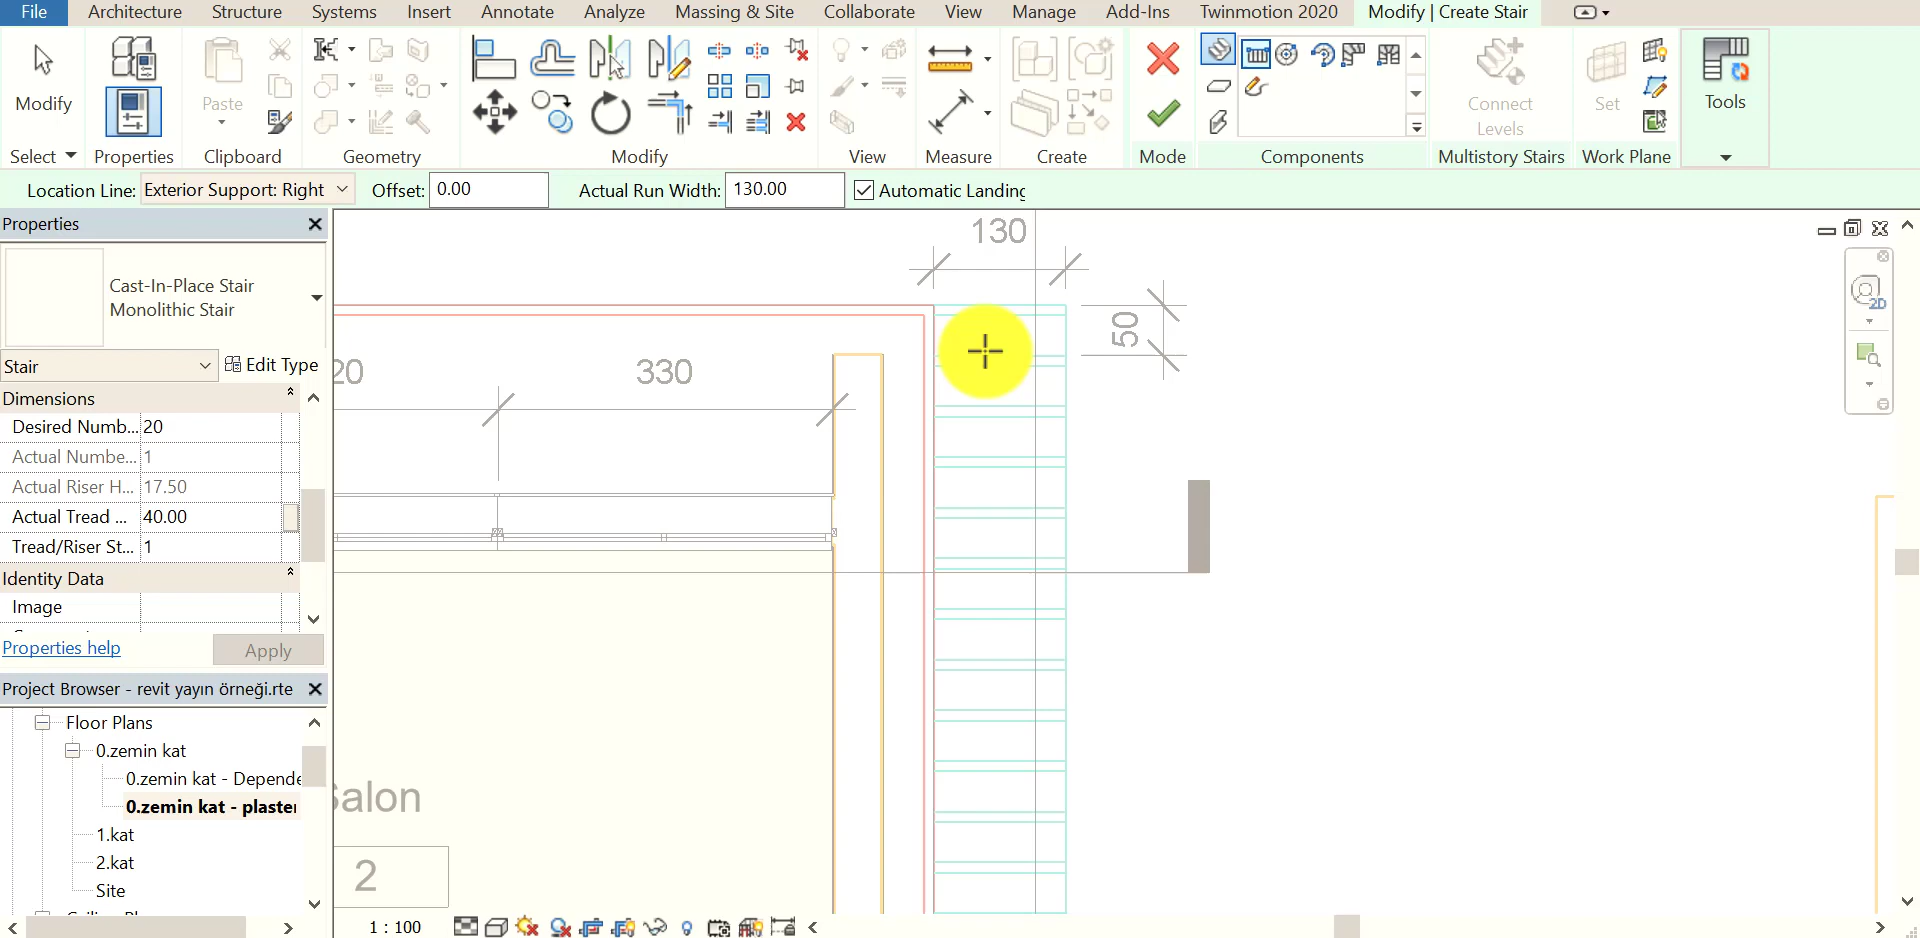 File Architecture Structure Systems Insert Annotate Analyze Massing & Site Collaborate View Manage Add-Ins Twinmotion 2020 Modify | Create Stair
Modify
Paste
Connect
Levels
Set
Tools
Select Properties Clipboard Geometry Modify View Measure Create Mode Components Multistory Stairs Work Plane
Location Line: Exterior Support: Right Offset: 0.00 Actual Run Width: 130.00 Automatic Landing
Properties
Cast-In-Place Stair
Monolithic Stair
Stair Edit Type
Dimensions
Desired Numb... 20
Actual Numbe... 1
Actual Riser H... 17.50
Actual Tread ... 40.00
Tread/Riser St... 1
Identity Data
Image
Properties help Apply
Project Browser - revit yayın örneği.rte
Floor Plans
0.zemin kat
0.zemin kat - Depende
0.zemin kat - plaste
1.kat
2.kat
Site
130
50
20
330
Salon
2
1 : 100
2D